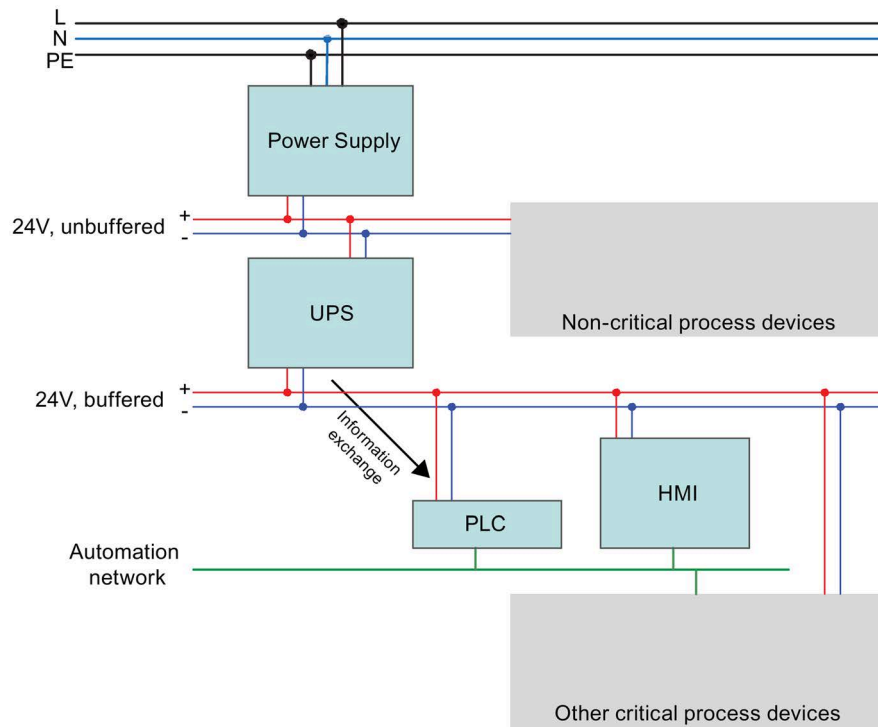 L
N
PE
Power Supply
24V, unbuffered
+
-
UPS
Non-critical process devices
24V, buffered
+
-
Information
exchange
HMI
PLC
Automation
network
Other critical process devices